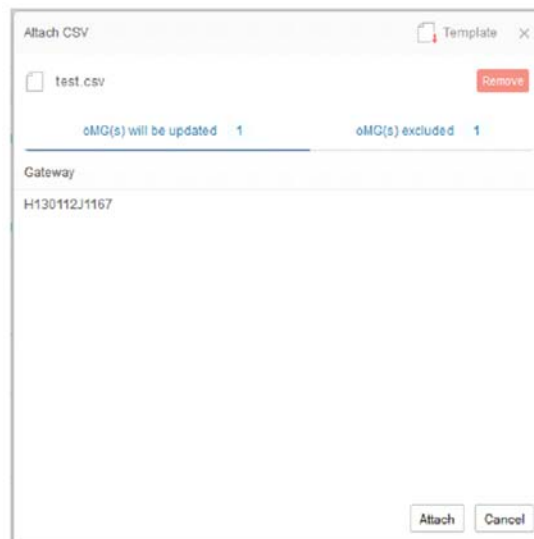 Attach CSV Template ×
test.csv Remove
oMG(s) will be updated 1 oMG(s) excluded 1
Gateway
H130112J1167
Attach Cancel